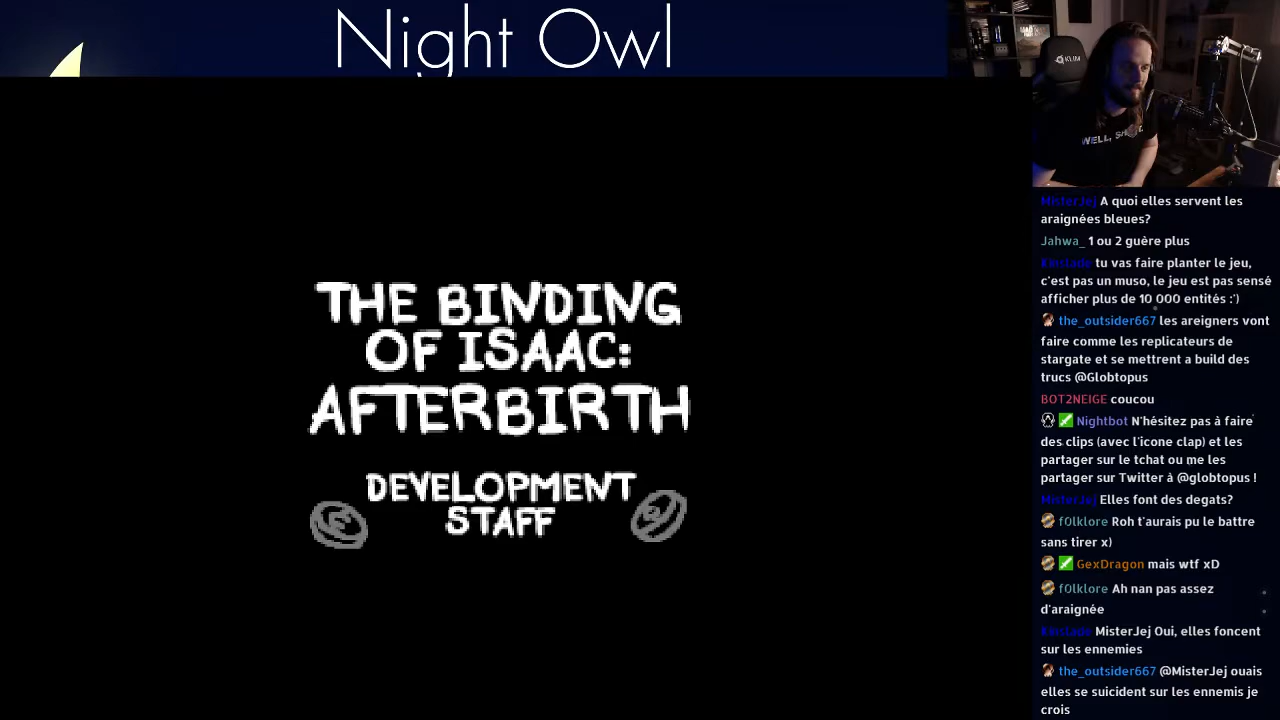 Night Owl
KLIM
WELL, SH
THE BINDING
OF ISAAC:
AFTERBIRTH
DEVELOPMENT
STAFF
MisterJej A quoi elles servent les
araignées bleues?
Jahwa_ 1 ou 2 guère plus
kinslade tu vas faire planter le jeu,
c'est pas un muso, le jeu est pas sensé
afficher plus de 10 000 entités :')
the_outsider667 les areigners vont
faire comme les replicateurs de
stargate et se mettrent a build des
trucs @Globtopus
BOT2NEIGE coucou
Nightbot N'hésitez pas à faire
des clips (avec l'icone clap) et les
partager sur le tchat ou me les
partager sur Twitter à @globtopus !
MisterJej Elles font des degats?
f0lklore Roh t'aurais pu le battre
sans tirer x)
GexDragon mais wtf xD
f0lklore Ah nan pas assez
d'araignée
kinslade MisterJej Oui, elles foncent
sur les ennemies
the_outsider667 @MisterJej ouais
elles se suicident sur les ennemis je
crois